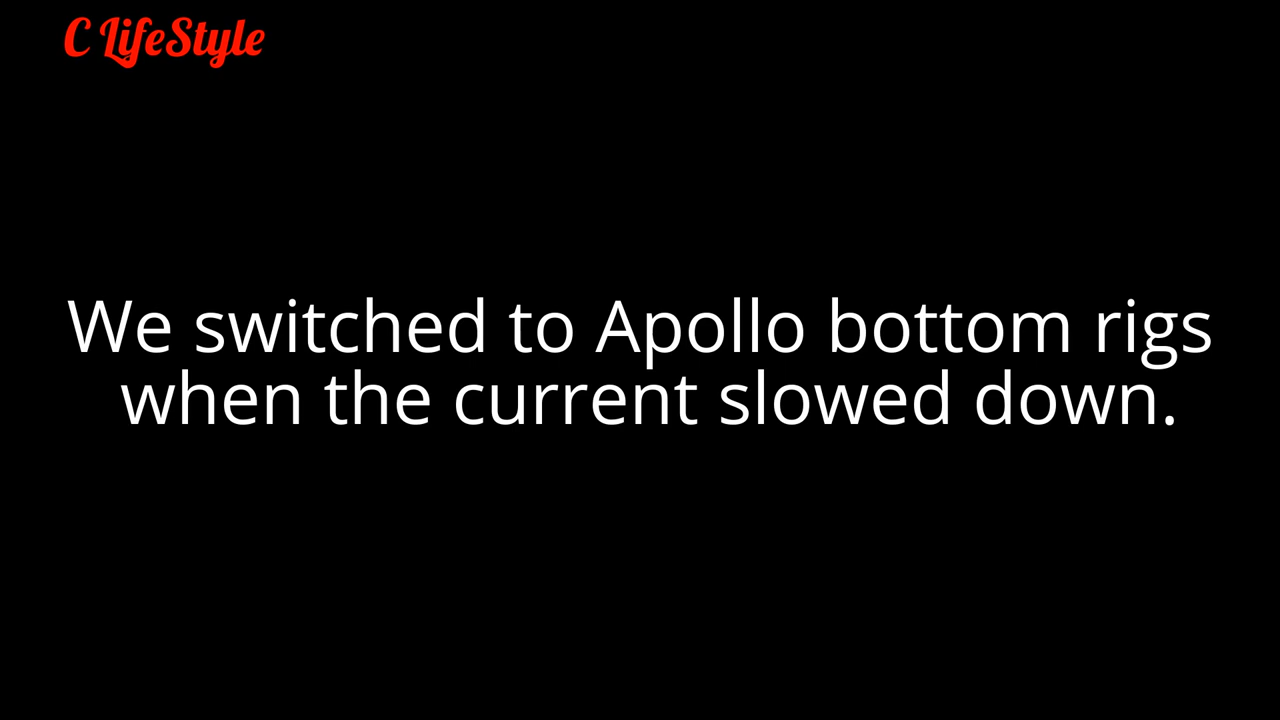 C LifeStyle
We switched to Apollo bottom rigs
when the current slowed down.